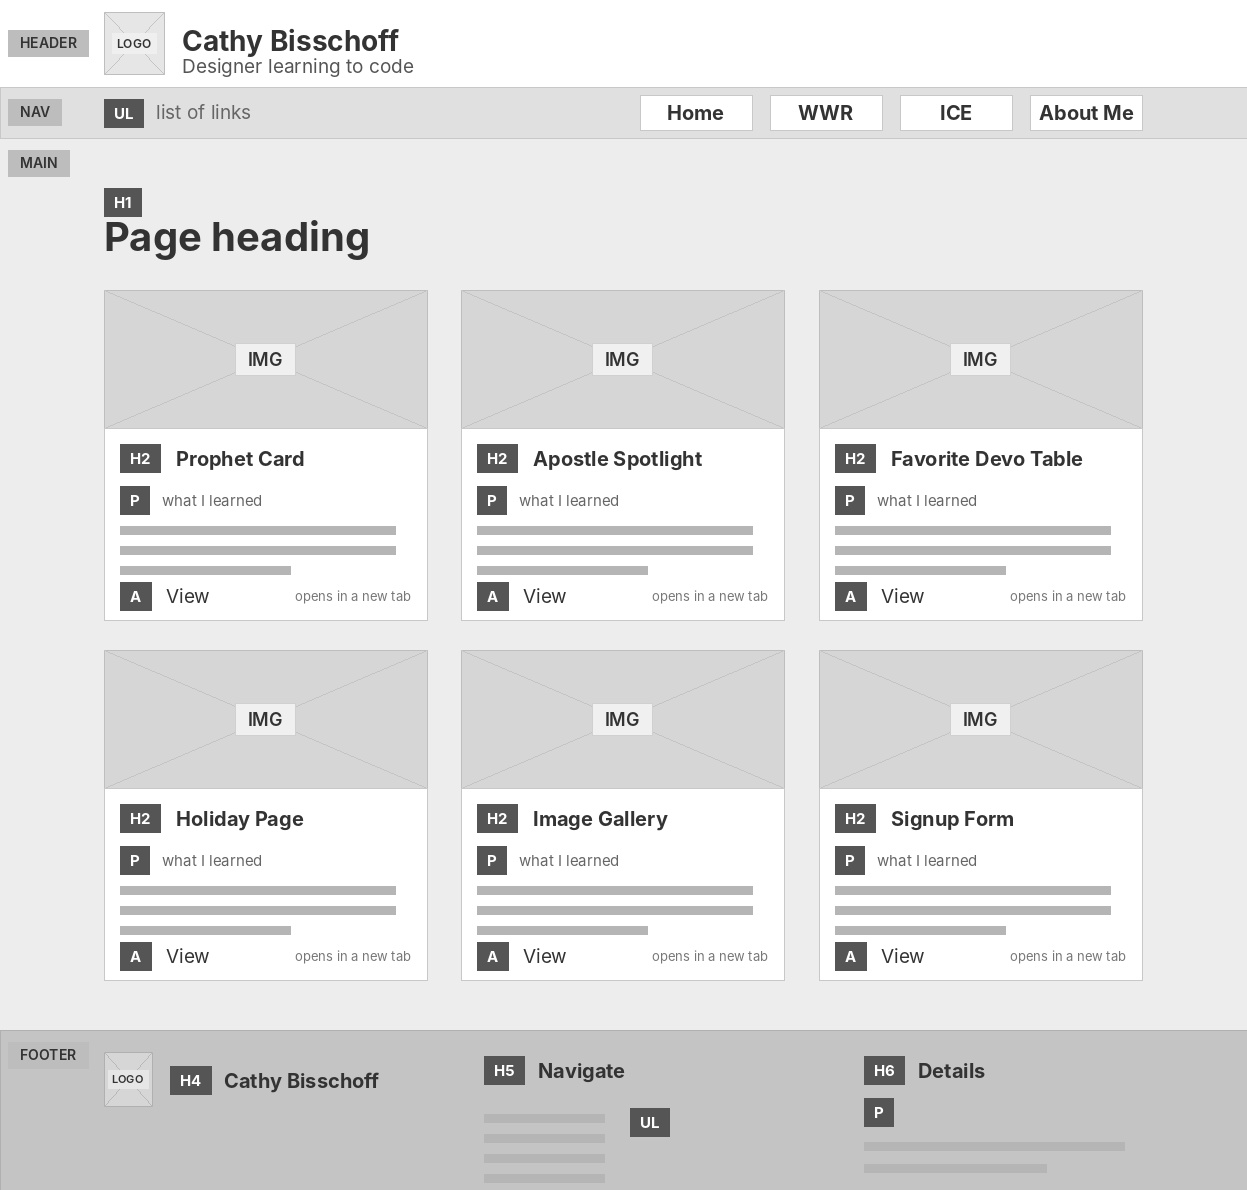 HEADER
LOGO
Cathy Bisschoff
Designer learning to code
NAV
UL list of links
Home WWR ICE About Me
MAIN
H1
Page heading
IMG IMG IMG
H2 Prophet Card
P what I learned
A View opens in a new tab
H2 Apostle Spotlight
P what I learned
A View opens in a new tab
H2 Favorite Devo Table
P what I learned
A View opens in a new tab
IMG IMG IMG
H2 Holiday Page
P what I learned
A View opens in a new tab
H2 Image Gallery
P what I learned
A View opens in a new tab
H2 Signup Form
P what I learned
A View opens in a new tab
FOOTER
LOGO
H4 Cathy Bisschoff
H5 Navigate
UL
H6 Details
P